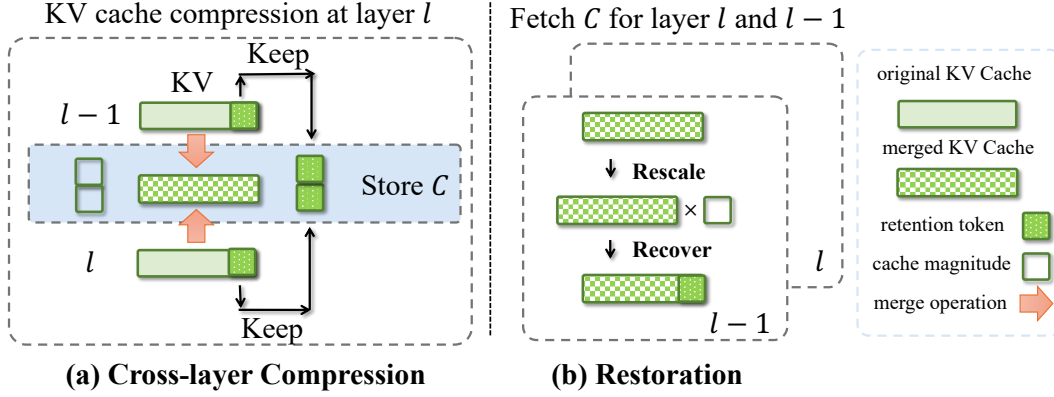 KV cache compression at layer l
Keep
KV
l − 1
Store C
l
Keep
(a) Cross-layer Compression
Fetch C for layer l and l − 1
Rescale
×
Recover
l
l − 1
(b) Restoration
original KV Cache
merged KV Cache
retention token
cache magnitude
merge operation